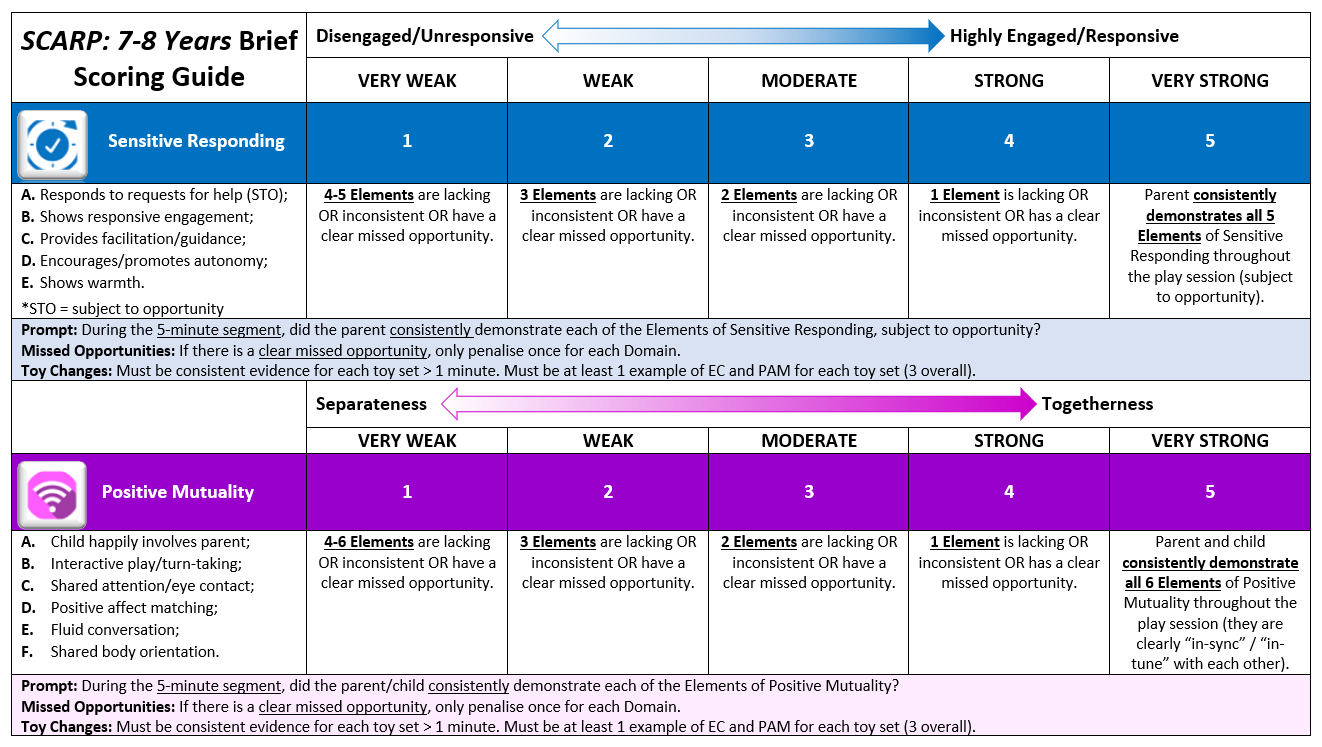 SCARP: 7-8 Years Brief
Scoring Guide
Disengaged/Unresponsive
Highly Engaged/Responsive
VERY WEAK
WEAK
MODERATE
STRONG
VERY STRONG
Sensitive Responding
1
2
3
4
5
A. Responds to requests for help (STO);
B. Shows responsive engagement;
C. Provides facilitation/guidance;
D. Encourages/promotes autonomy;
E. Shows warmth.
*STO = subject to opportunity
4-5 Elements are lacking
OR inconsistent OR have a
clear missed opportunity.
3 Elements are lacking OR
inconsistent OR have a
clear missed opportunity.
2 Elements are lacking OR
inconsistent OR have a
clear missed opportunity.
1 Element is lacking OR
inconsistent OR has a clear
missed opportunity.
Parent consistently
demonstrates all 5
Elements of Sensitive
Responding throughout
the play session (subject
to opportunity).
Prompt: During the 5-minute segment, did the parent consistently demonstrate each of the Elements of Sensitive Responding, subject to opportunity?
Missed Opportunities: If there is a clear missed opportunity, only penalise once for each Domain.
Toy Changes: Must be consistent evidence for each toy set > 1 minute. Must be at least 1 example of EC and PAM for each toy set (3 overall).
Separateness
Togetherness
VERY WEAK
WEAK
MODERATE
STRONG
VERY STRONG
Positive Mutuality
1
2
3
4
5
A. Child happily involves parent;
B. Interactive play/turn-taking;
C. Shared attention/eye contact;
D. Positive affect matching;
E. Fluid conversation;
F. Shared body orientation.
4-6 Elements are lacking
OR inconsistent OR have a
clear missed opportunity.
3 Elements are lacking OR
inconsistent OR have a
clear missed opportunity.
2 Elements are lacking OR
inconsistent OR have a
clear missed opportunity.
1 Element is lacking OR
inconsistent OR has a clear
missed opportunity.
Parent and child
consistently demonstrate
all 6 Elements of Positive
Mutuality throughout the
play session (they are
clearly “in-sync” / “in-
tune” with each other).
Prompt: During the 5-minute segment, did the parent/child consistently demonstrate each of the Elements of Positive Mutuality?
Missed Opportunities: If there is a clear missed opportunity, only penalise once for each Domain.
Toy Changes: Must be consistent evidence for each toy set > 1 minute. Must be at least 1 example of EC and PAM for each toy set (3 overall).